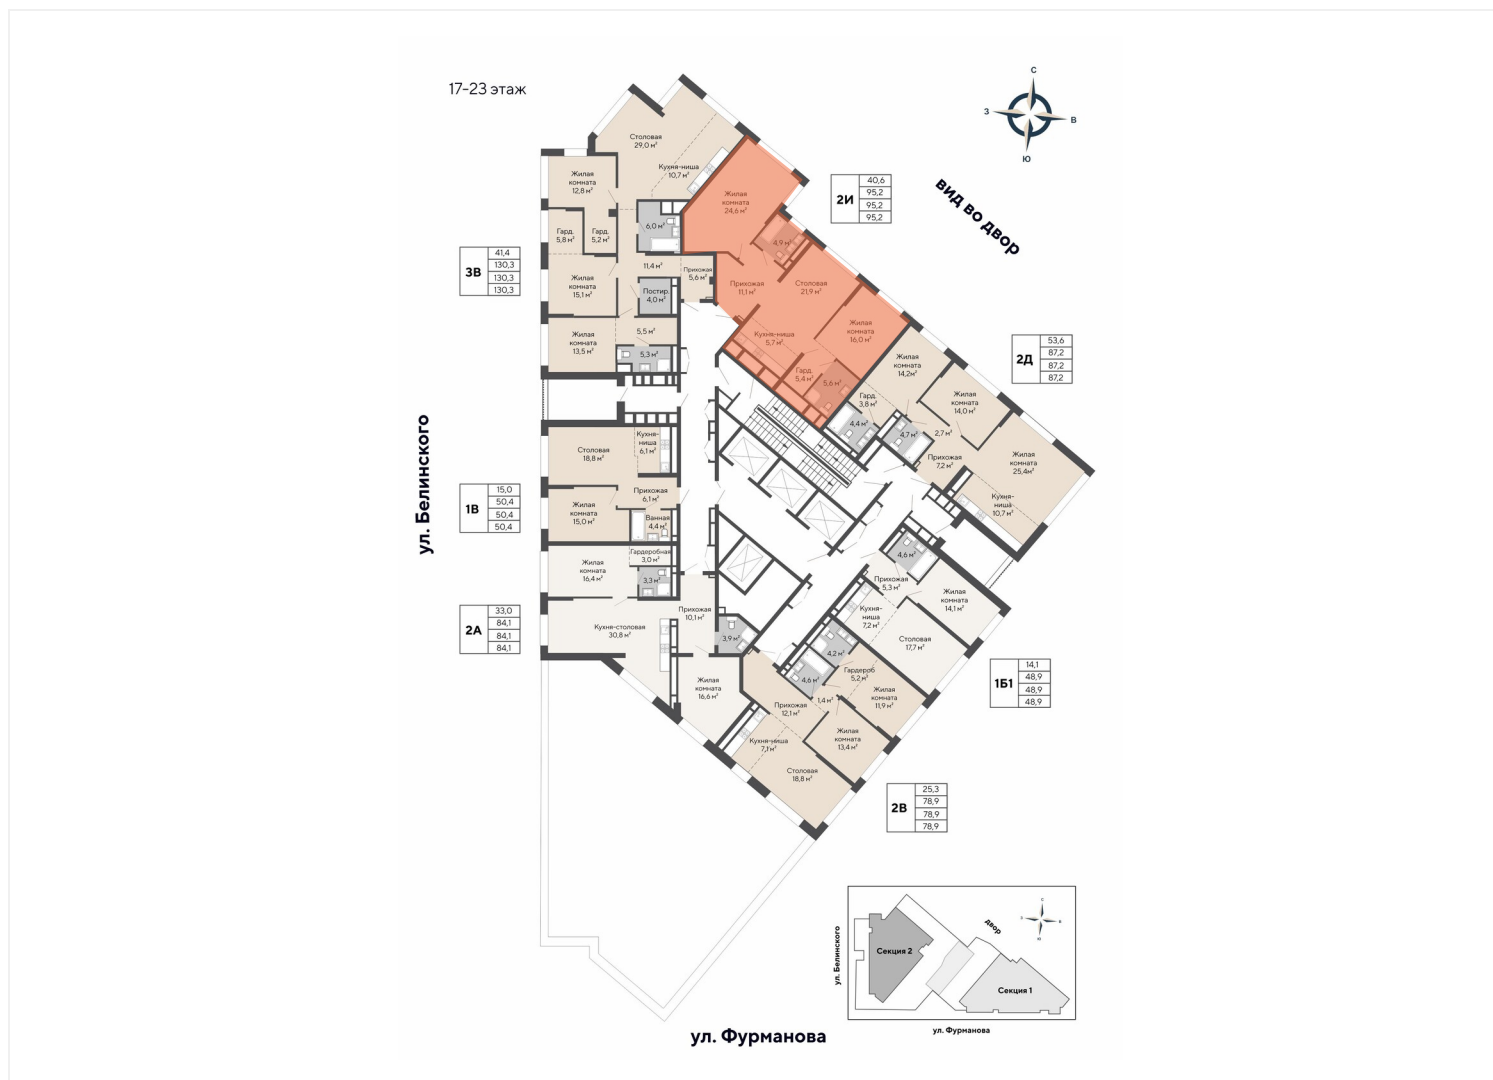 17-23 этаж
С
З
В
Ю
вид во двор
ул. Белинского
ул. Фурманова
Столовая
29,0 м²
Кухня-ниша
10,7 м²
Жилая
комната
12,8 м²
Гард.
5,8 м²
Гард.
5,2 м²
6,0 м²
11,4 м²
Прихожая
5,6 м²
Жилая
комната
15,1 м²
Постир.
4,0 м²
Жилая
комната
13,5 м²
5,5 м²
5,3 м²
3В
41,4
130,3
130,3
130,3
Жилая
комната
24,6 м²
4,9 м²
Прихожая
11,1 м²
Столовая
21,9 м²
Кухня-ниша
5,7 м²
Жилая
комната
16,0 м²
Гард.
5,4 м²
5,6 м²
2И
40,6
95,2
95,2
95,2
Жилая
комната
14,2м²
Гард.
3,8 м²
4,4 м²
4,7 м²
2,7 м²
Жилая
комната
14,0 м²
Прихожая
7,2 м²
Жилая
комната
25,4м²
Кухня-
ниша
10,7 м²
2Д
53,6
87,2
87,2
87,2
Столовая
18,8 м²
Кухня-
ниша
6,1 м²
Прихожая
6,1 м²
Жилая
комната
15,0 м²
Ванная
4,4 м²
1В
15,0
50,4
50,4
50,4
Жилая
комната
16,4 м²
Гардеробная
3,0 м²
3,3 м²
Кухня-столовая
30,8 м²
Прихожая
10,1 м²
3,9 м²
Жилая
комната
16,6 м²
2А
33,0
84,1
84,1
84,1
4,6 м²
Прихожая
5,3 м²
Жилая
комната
14,1 м²
Кухня-
ниша
7,2 м²
Столовая
17,7 м²
1Б1
14,1
48,9
48,9
48,9
4,2 м²
4,6 м²
Гардероб
5,2 м²
1,4 м²
Жилая
комната
11,9 м²
Прихожая
12,1 м²
Жилая
комната
13,4 м²
Кухня-ниша
7,1 м²
Столовая
18,8 м²
2В
25,3
78,9
78,9
78,9
ул. Белинского
Секция 2
двор
С
З
В
Ю
Секция 1
ул. Фурманова